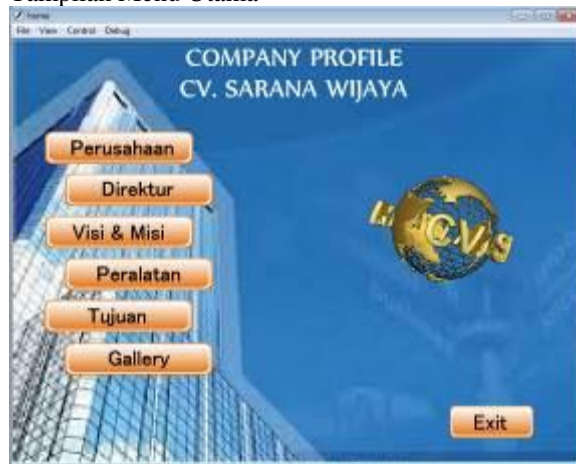 Tampilan Menu Utama
home
File View Control Debug
COMPANY PROFILE
CV. SARANA WIJAYA
Perusahaan
Direktur
Visi & Misi
Peralatan
Tujuan
Gallery
Exit